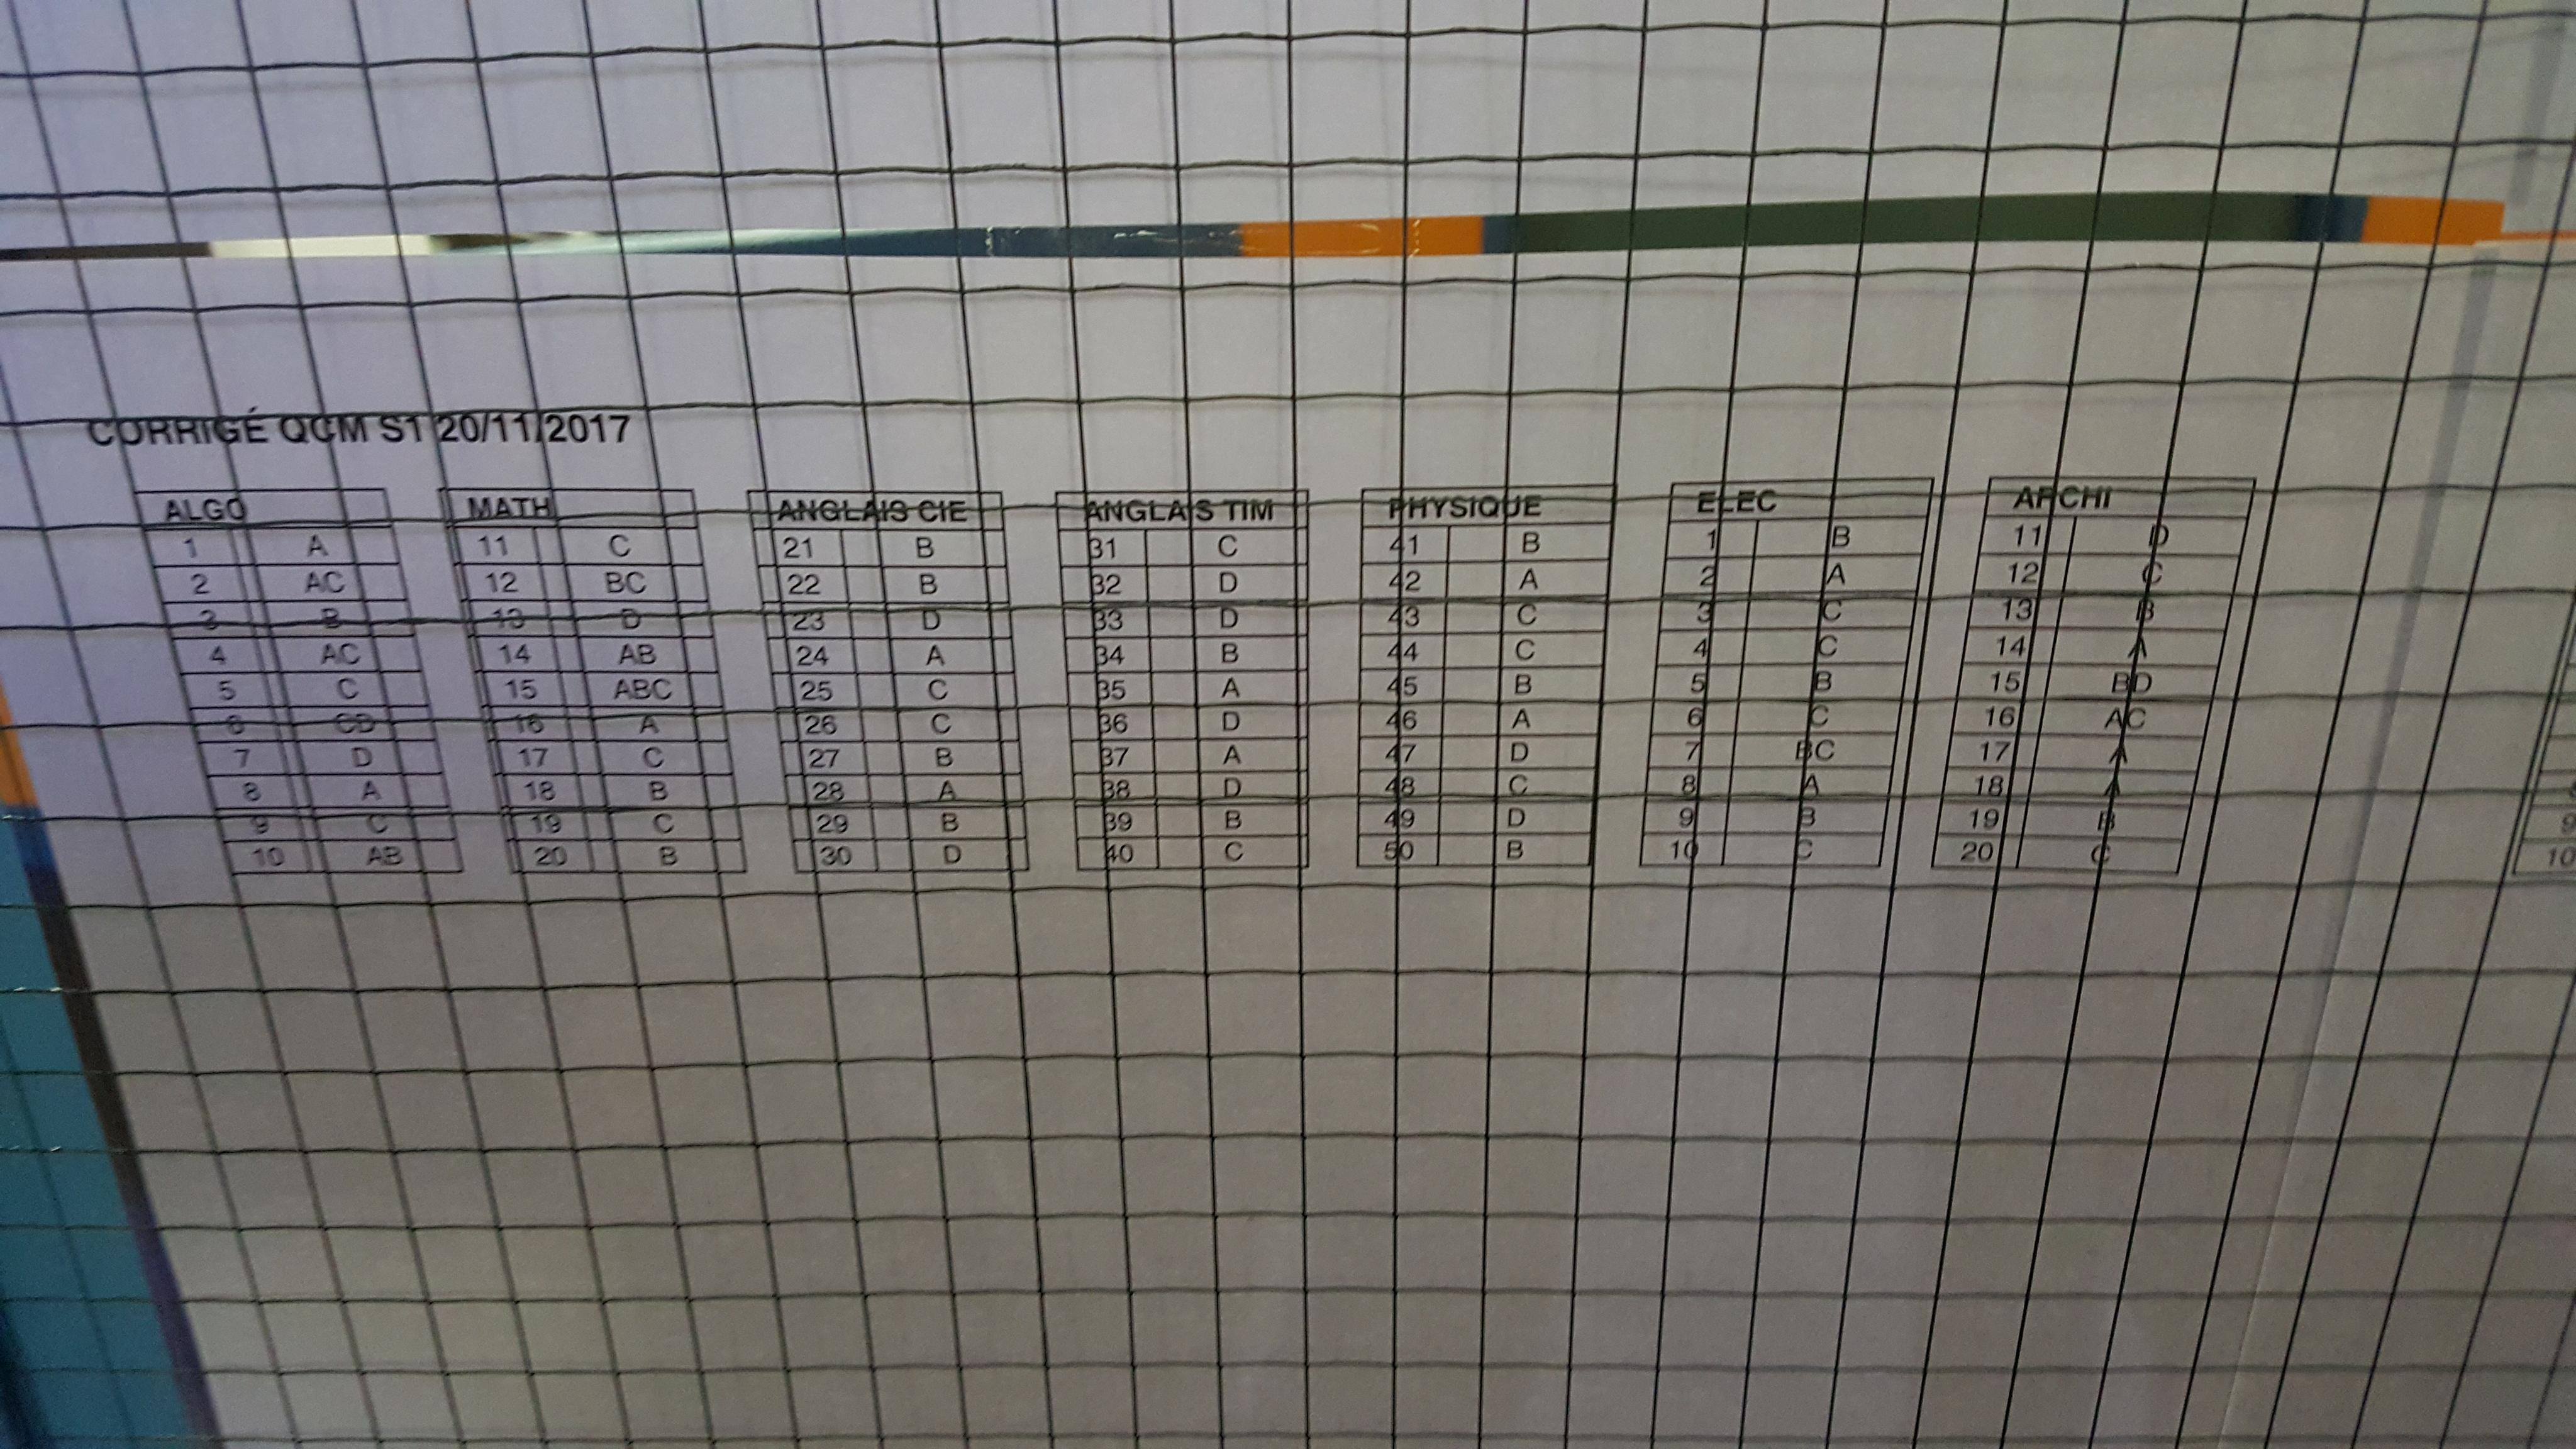 CORRIGÉ QCM S1 20/11/2017
ALGO MATH ANGLAIS CIE ANGLAIS TIM PHYSIQUE ELEC ARCHI
1 A 11 C 21 B 31 C 41 B 1 B 11 D
2 AC 12 BC 22 B 32 D 42 A 2 A 12 C
3 B 13 D 23 D 33 D 43 C 3 C 13 B
4 AC 14 AB 24 A 34 B 44 C 4 C 14 A
5 C 15 ABC 25 C 35 A 45 B 5 B 15 BD
6 CD 16 A 26 C 36 D 46 A 6 C 16 AC
7 D 17 C 27 B 37 A 47 D 7 BC 17 A
8 A 18 B 28 A 38 D 48 C 8 A 18 A
9 C 19 C 29 B 39 B 49 D 9 B 19 B 9
10 AB 20 B 30 D 40 C 50 B 10 C 20 C 10